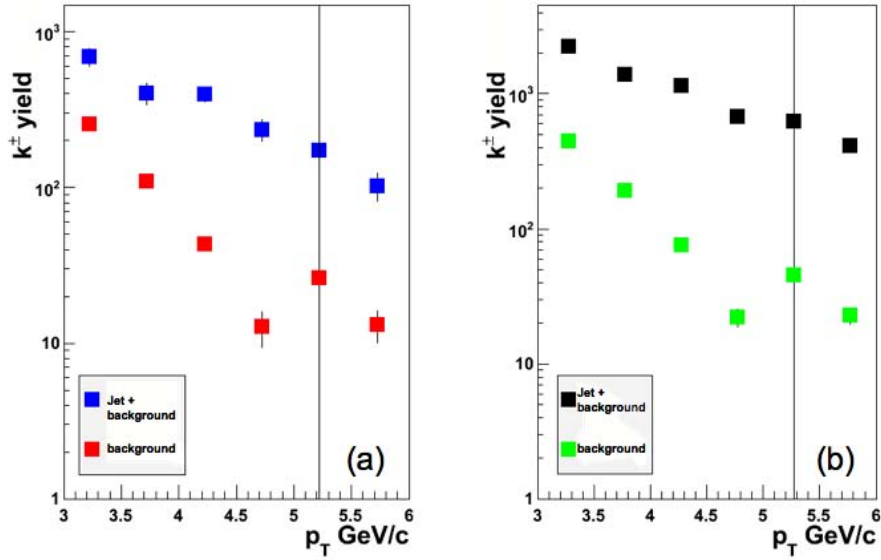 10³
10²
10
1
k± yield
Jet +
background
background
(a)
3 3.5 4 4.5 5 5.5 6
p_T GeV/c
10³
10²
10
1
k± yield
Jet +
background
background
(b)
3 3.5 4 4.5 5 5.5 6
p_T GeV/c